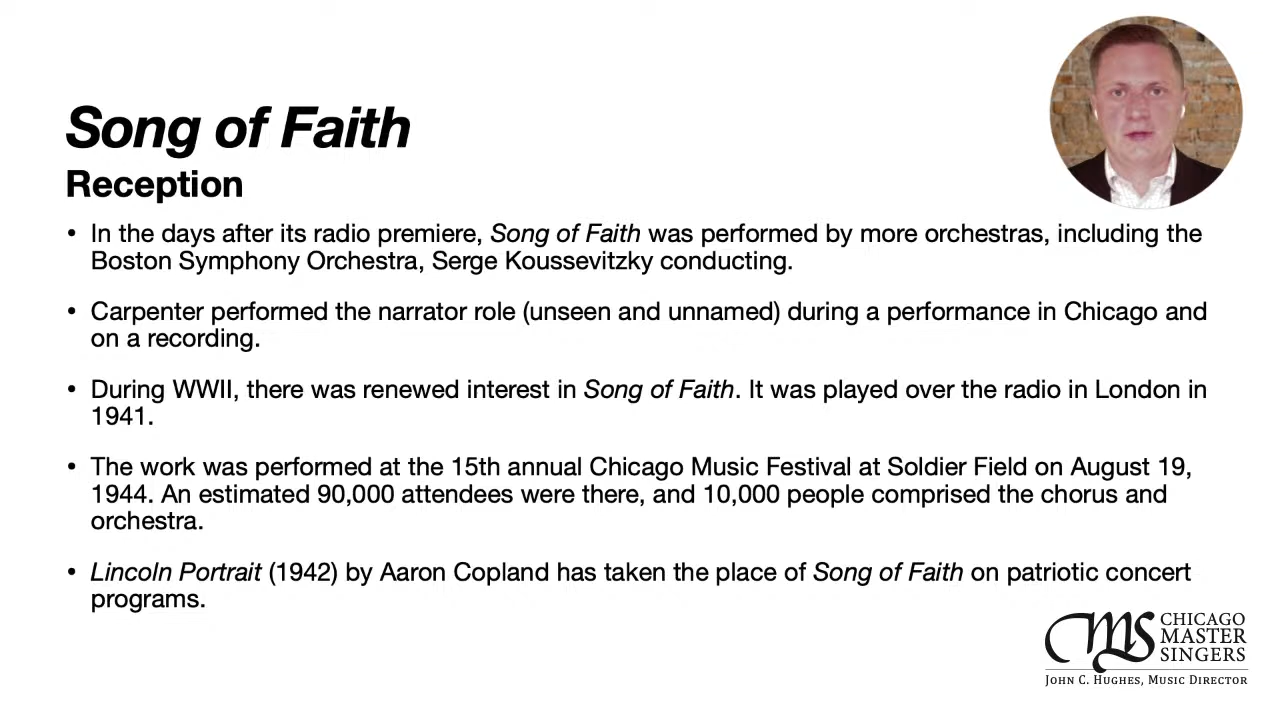 Song of Faith
Reception
• In the days after its radio premiere, Song of Faith was performed by more orchestras, including the
Boston Symphony Orchestra, Serge Koussevitzky conducting.
• Carpenter performed the narrator role (unseen and unnamed) during a performance in Chicago and
on a recording.
• During WWII, there was renewed interest in Song of Faith. It was played over the radio in London in
1941.
• The work was performed at the 15th annual Chicago Music Festival at Soldier Field on August 19,
1944. An estimated 90,000 attendees were there, and 10,000 people comprised the chorus and
orchestra.
• Lincoln Portrait (1942) by Aaron Copland has taken the place of Song of Faith on patriotic concert
programs.
CMS
CHICAGO
MASTER
SINGERS
JOHN C. HUGHES, MUSIC DIRECTOR